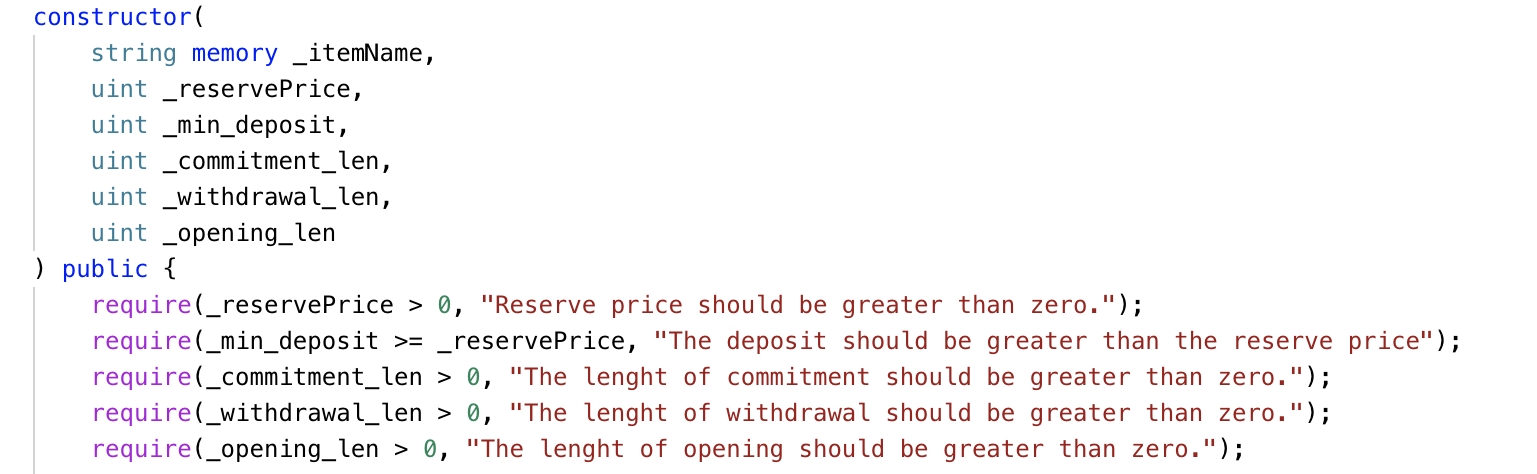 constructor(
string memory _itemName,
uint _reservePrice,
uint _min_deposit,
uint _commitment_len,
uint _withdrawal_len,
uint _opening_len
) public {
require(_reservePrice > 0, "Reserve price should be greater than zero.");
require(_min_deposit >= _reservePrice, "The deposit should be greater than the reserve price");
require(_commitment_len > 0, "The lenght of commitment should be greater than zero.");
require(_withdrawal_len > 0, "The lenght of withdrawal should be greater than zero.");
require(_opening_len > 0, "The lenght of opening should be greater than zero.");